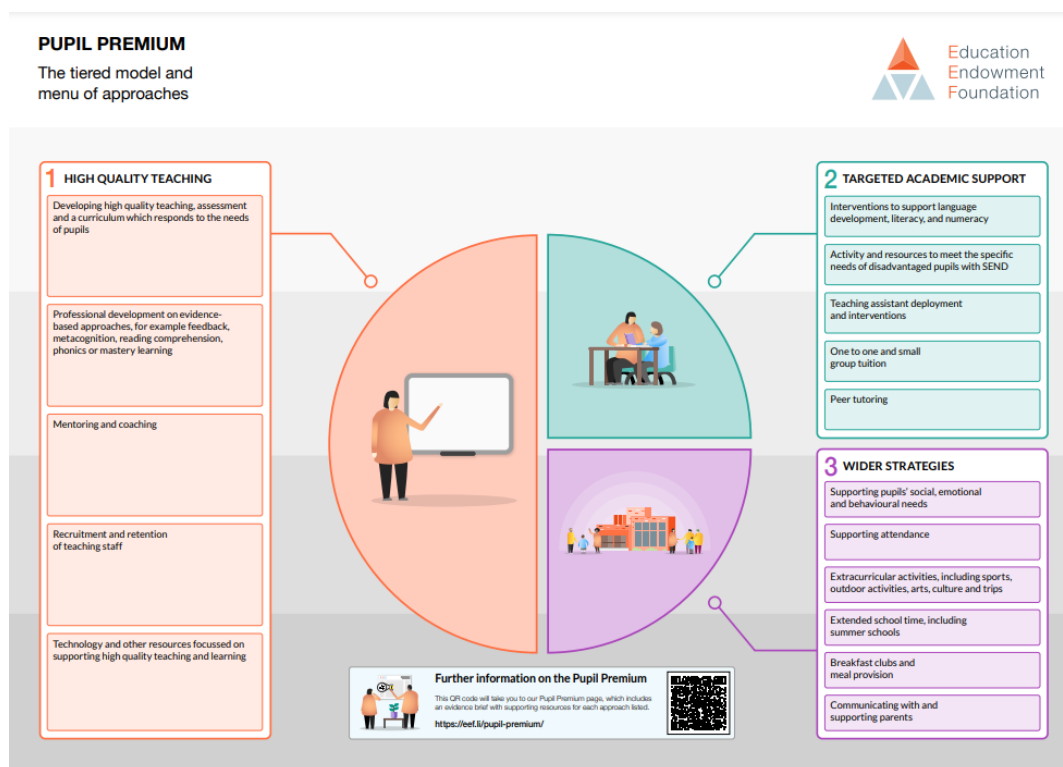 PUPIL PREMIUM
The tiered model and
menu of approaches
Education
Endowment
Foundation
1 HIGH QUALITY TEACHING
Developing high quality teaching, assessment
and a curriculum which responds to the needs
of pupils
Professional development on evidence-
based approaches, for example feedback,
metacognition, reading comprehension,
phonics or mastery learning
Mentoring and coaching
Recruitment and retention
of teaching staff
Technology and other resources focussed on
supporting high quality teaching and learning
2 TARGETED ACADEMIC SUPPORT
Interventions to support language
development, literacy, and numeracy
Activity and resources to meet the specific
needs of disadvantaged pupils with SEND
Teaching assistant deployment
and interventions
One to one and small
group tuition
Peer tutoring
3 WIDER STRATEGIES
Supporting pupils' social, emotional
and behavioural needs
Supporting attendance
Extracurricular activities, including sports,
outdoor activities, arts, culture and trips
Extended school time, including
summer schools
Breakfast clubs and
meal provision
Communicating with and
supporting parents
Further information on the Pupil Premium
This QR code will take you to our Pupil Premium page, which includes
an evidence brief with supporting resources for each approach listed.
https://eef.li/pupil-premium/